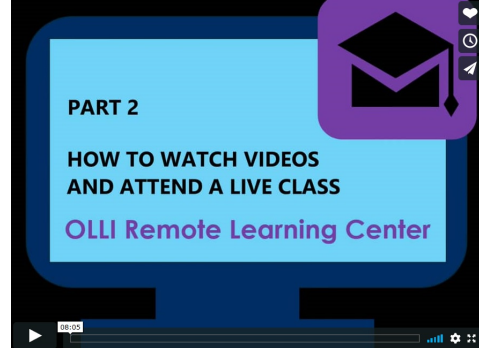 PART 2
HOW TO WATCH VIDEOS
AND ATTEND A LIVE CLASS
OLLI Remote Learning Center
08:05